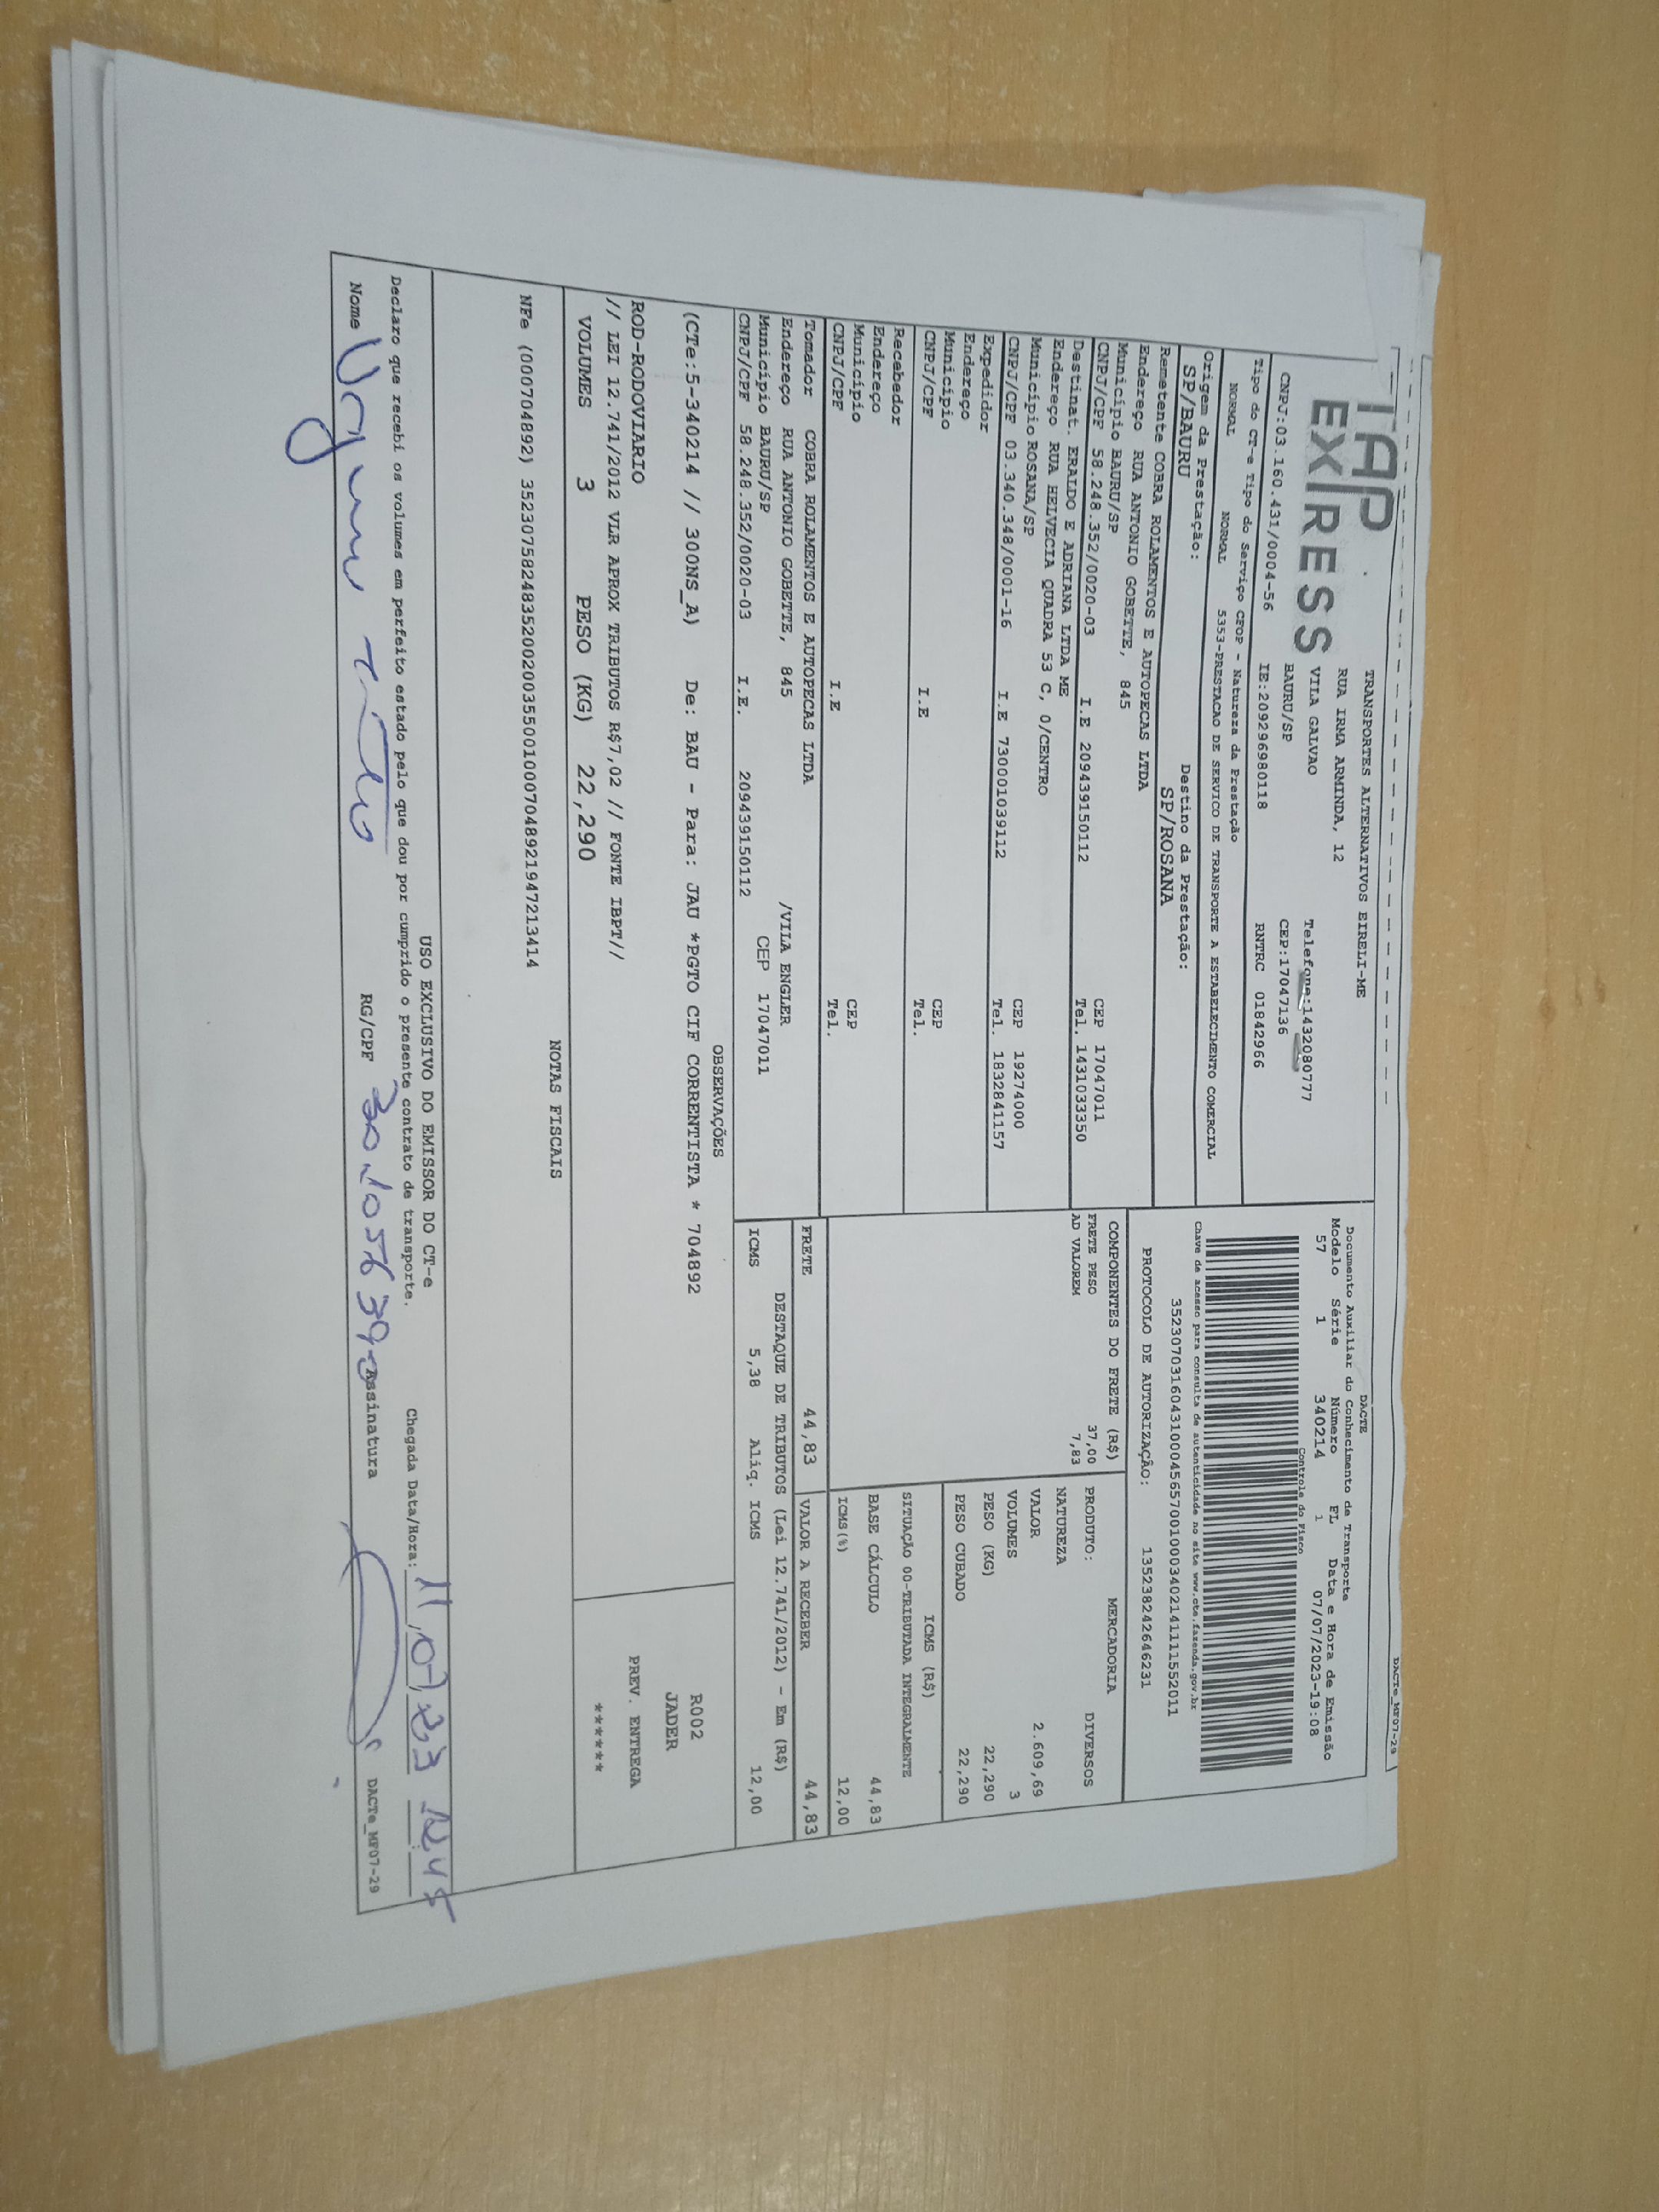 DACTe_MF07-29
TAP
EXPRESS
TRANSPORTES ALTERNATIVOS EIRELI-ME
RUA IRMA ARMINDA, 12
VILA GALVAO
Telefone:1432080777
BAURU/SP
CEP:17047136
CNPJ:03.160.431/0004-56
IE:209296980118
RNTRC 01842966
Tipo do CT-e Tipo do Serviço CFOP - Natureza da Prestação
NORMAL NORMAL 5353-PRESTACAO DE SERVICO DE TRANSPORTE A ESTABELECIMENTO COMERCIAL
Origem da Prestação:
SP/BAURU
Destino da Prestação:
SP/ROSANA
DACTE
Documento Auxiliar do Conhecimento de Transporte
Modelo Série Número FL Data e Hora de Emissão
57 1 340214 1 07/07/2023-19:08
Controle do Fisco
Chave de acesso para consulta de autenticidade no site www.cte.fazenda.gov.br
35230703160431000456570010003402141111552011
PROTOCOLO DE AUTORIZAÇÃO: 135238242646231
Remetente COBRA ROLAMENTOS E AUTOPECAS LTDA
Endereço RUA ANTONIO GOBETTE, 845
Município BAURU/SP
CEP 17047011
CNPJ/CPF 58.248.352/0020-03 I.E 209439150112 Tel. 1431033350
Destinat. ERALDO E ADRIANA LTDA ME
Endereço RUA HELVECIA QUADRA 53 C, 0/CENTRO
Município ROSANA/SP
CEP 19274000
CNPJ/CPF 03.340.348/0001-16 I.E 730001039112 Tel. 1832841157
Expedidor
Endereço
Município
CEP
CNPJ/CPF I.E Tel.
Recebedor
Endereço
Município
CEP
CNPJ/CPF I.E Tel.
Tomador COBRA ROLAMENTOS E AUTOPECAS LTDA
Endereço RUA ANTONIO GOBETTE, 845 /VILA ENGLER
Município BAURU/SP CEP 17047011
CNPJ/CPF 58.248.352/0020-03 I.E. 209439150112
COMPONENTES DO FRETE (R$)
FRETE PESO 37,00
AD VALOREM 7,83
MERCADORIA
PRODUTO: DIVERSOS
NATUREZA
VALOR 2.609,69
VOLUMES 3
PESO (KG) 22,290
PESO CUBADO 22,290
ICMS (R$)
SITUAÇÃO 00-TRIBUTADA INTEGRALMENTE
BASE CÁLCULO 44,83
ICMS(%) 12,00
FRETE 44,83 VALOR A RECEBER 44,83
DESTAQUE DE TRIBUTOS (Lei 12.741/2012) - Em (R$)
ICMS 5,38 Aliq. ICMS 12,00
OBSERVAÇÕES
(CTe:5-340214 // 300NS_A) De: BAU - Para: JAU *PGTO CIF CORRENTISTA * 704892
R002
JADER
ROD-RODOVIARIO
// LEI 12.741/2012 VLR APROX TRIBUTOS R$7,02 // FONTE IBPT//
PREV. ENTREGA
******
VOLUMES 3 PESO (KG) 22,290
NOTAS FISCAIS
NFe (000704892) 35230758248352002003550010007048921947213414
USO EXCLUSIVO DO EMISSOR DO CT-e
Declaro que recebi os volumes em perfeito estado pelo que dou por cumprido o presente contrato de transporte.
Chegada Data/Hora: 11,07,23 12,45
Nome
RG/CPF 30.105639-0 Assinatura
DACTe_MF07-29